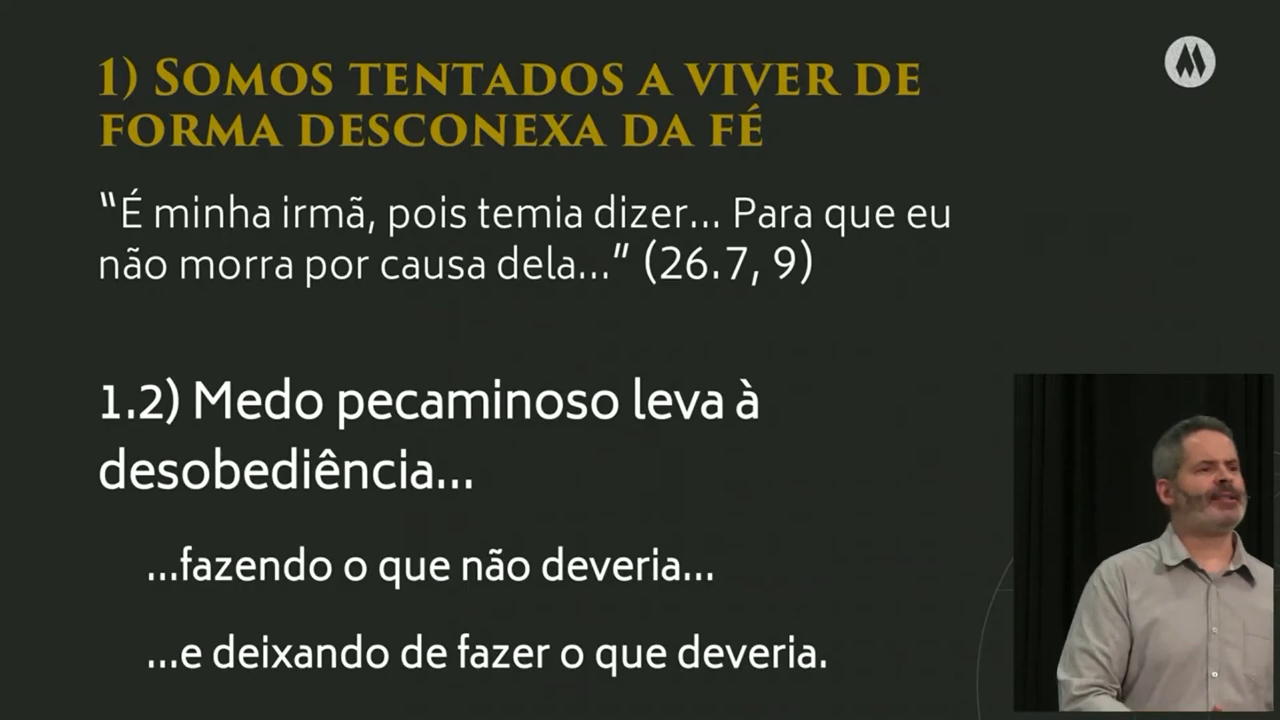 1) Somos tentados a viver de
forma desconexa da fé
“É minha irmã, pois temia dizer... Para que eu
não morra por causa dela...” (26.7, 9)
1.2) Medo pecaminoso leva à
desobediência...
...fazendo o que não deveria...
...e deixando de fazer o que deveria.